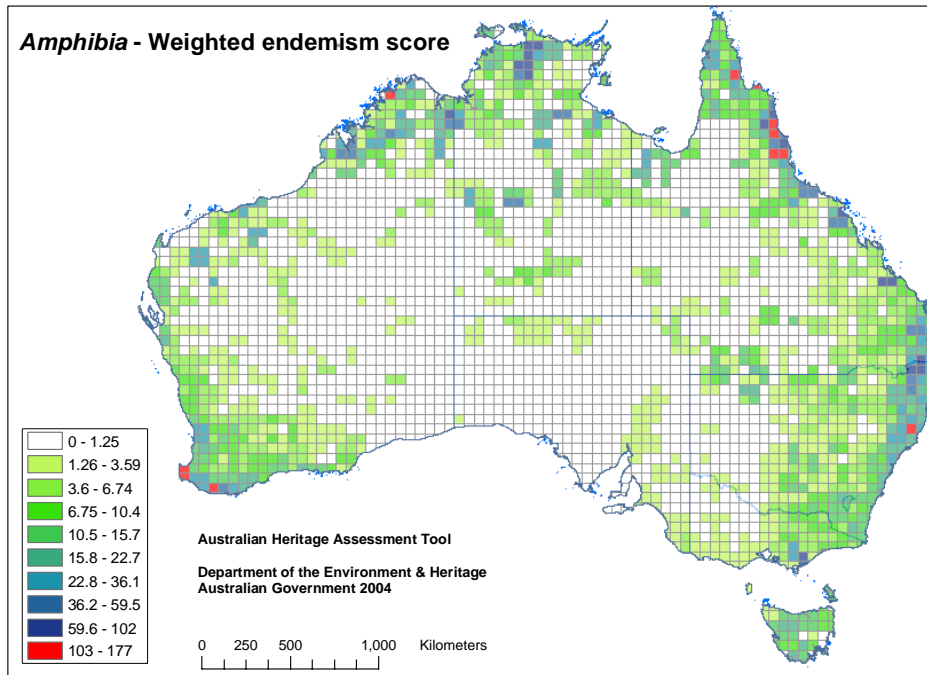 Amphibia - Weighted endemism score
0 - 1.25
1.26 - 3.59
3.6 - 6.74
6.75 - 10.4
10.5 - 15.7
15.8 - 22.7
22.8 - 36.1
36.2 - 59.5
59.6 - 102
103 - 177
Australian Heritage Assessment Tool
Department of the Environment & Heritage
Australian Government 2004
0 250 500 1,000 Kilometers